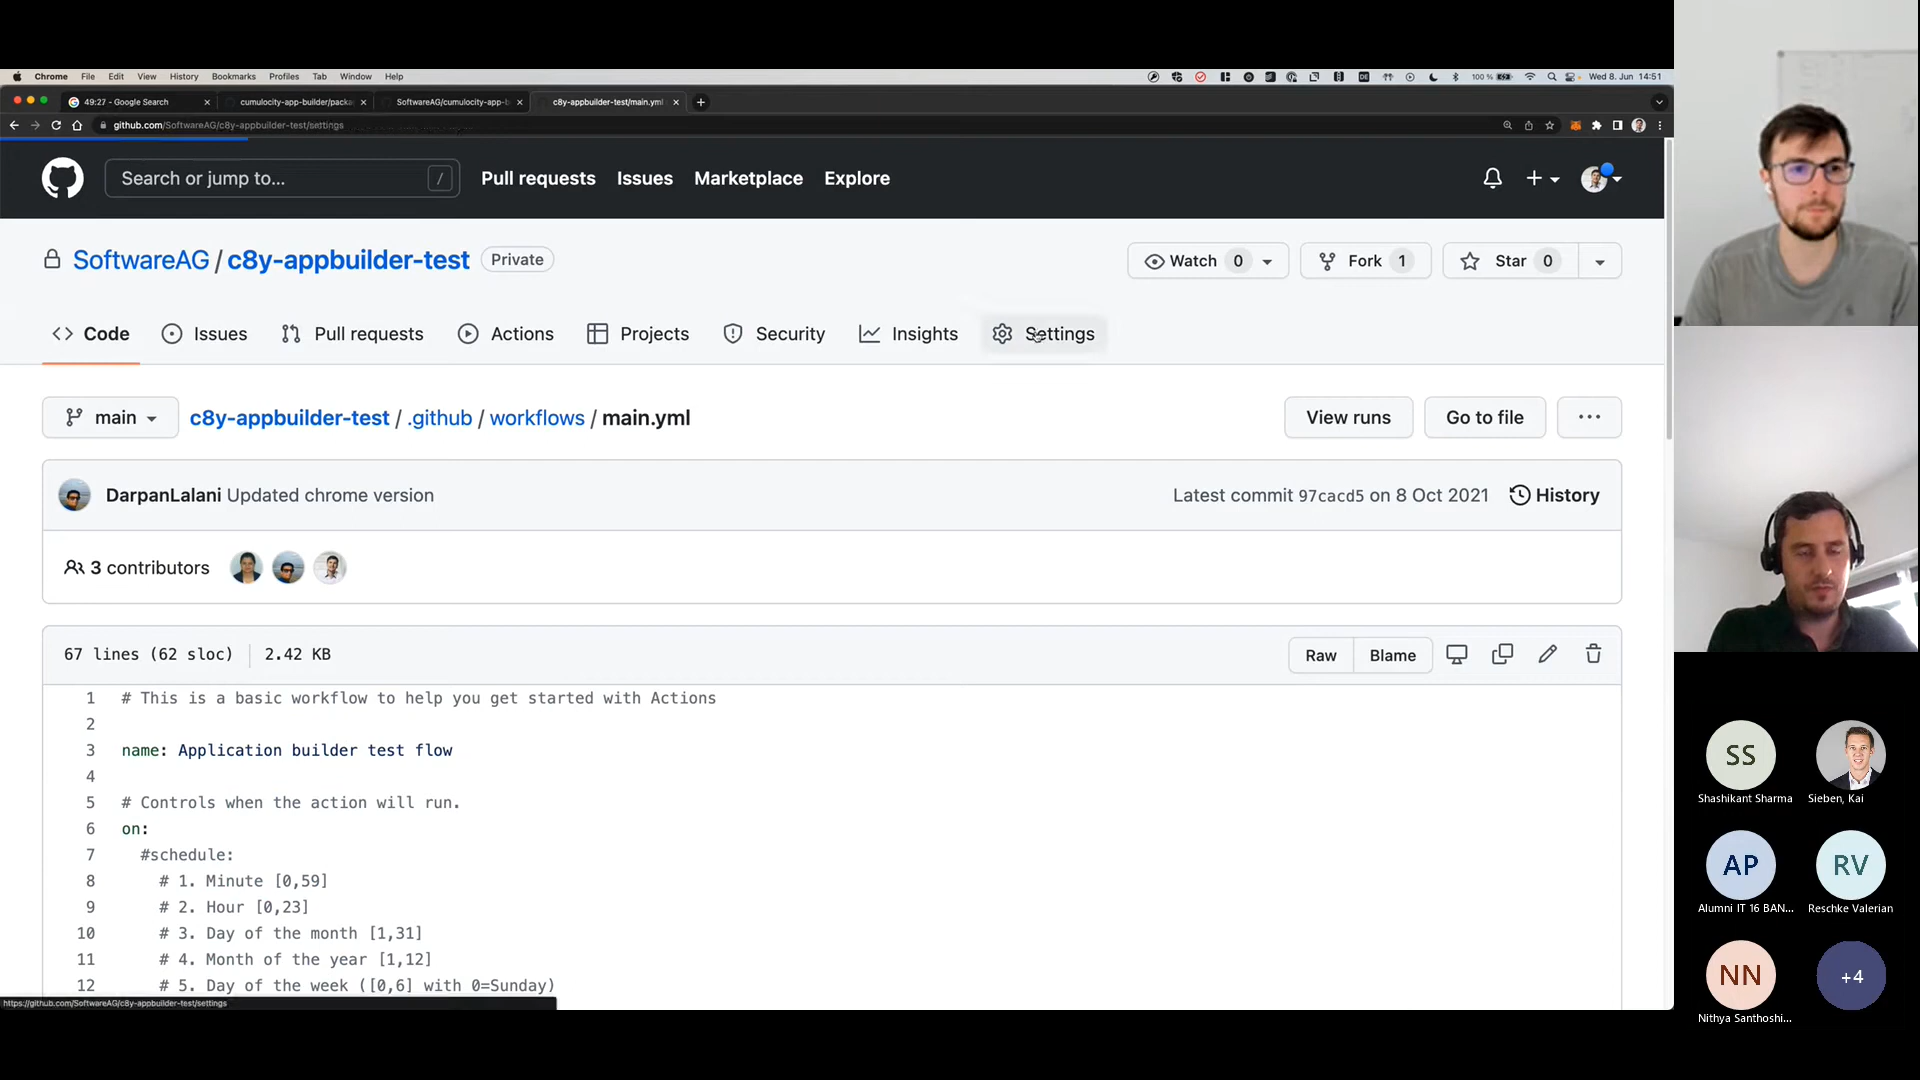 Chrome File Edit View History Bookmarks Profiles Tab Window Help
100 % Wed 8. Jun 14:51
49:27 - Google Search
cumulocity-app-builder/packa
SoftwareAG/cumulocity-app-b
c8y-appbuilder-test/main.yml
github.com/SoftwareAG/c8y-appbuilder-test/settings
Search or jump to... /
Pull requests Issues Marketplace Explore
SoftwareAG / c8y-appbuilder-test Private
Watch 0 Fork 1 Star 0
Code Issues Pull requests Actions Projects Security Insights Settings
main c8y-appbuilder-test / .github / workflows / main.yml View runs Go to file
DarpanLalani Updated chrome version Latest commit 97cacd5 on 8 Oct 2021 History
3 contributors
67 lines (62 sloc) 2.42 KB Raw Blame
1 # This is a basic workflow to help you get started with Actions
2
3 name: Application builder test flow
4
5 # Controls when the action will run.
6 on:
7 #schedule:
8 # 1. Minute [0,59]
9 # 2. Hour [0,23]
10 # 3. Day of the month [1,31]
11 # 4. Month of the year [1,12]
12 # 5. Day of the week ([0,6] with 0=Sunday)
https://github.com/SoftwareAG/c8y-appbuilder-test/settings
SS
Shashikant Sharma Sieben, Kai
AP RV
Alumni IT 16 BAN... Reschke Valerian
NN +4
Nithya Santhoshi...